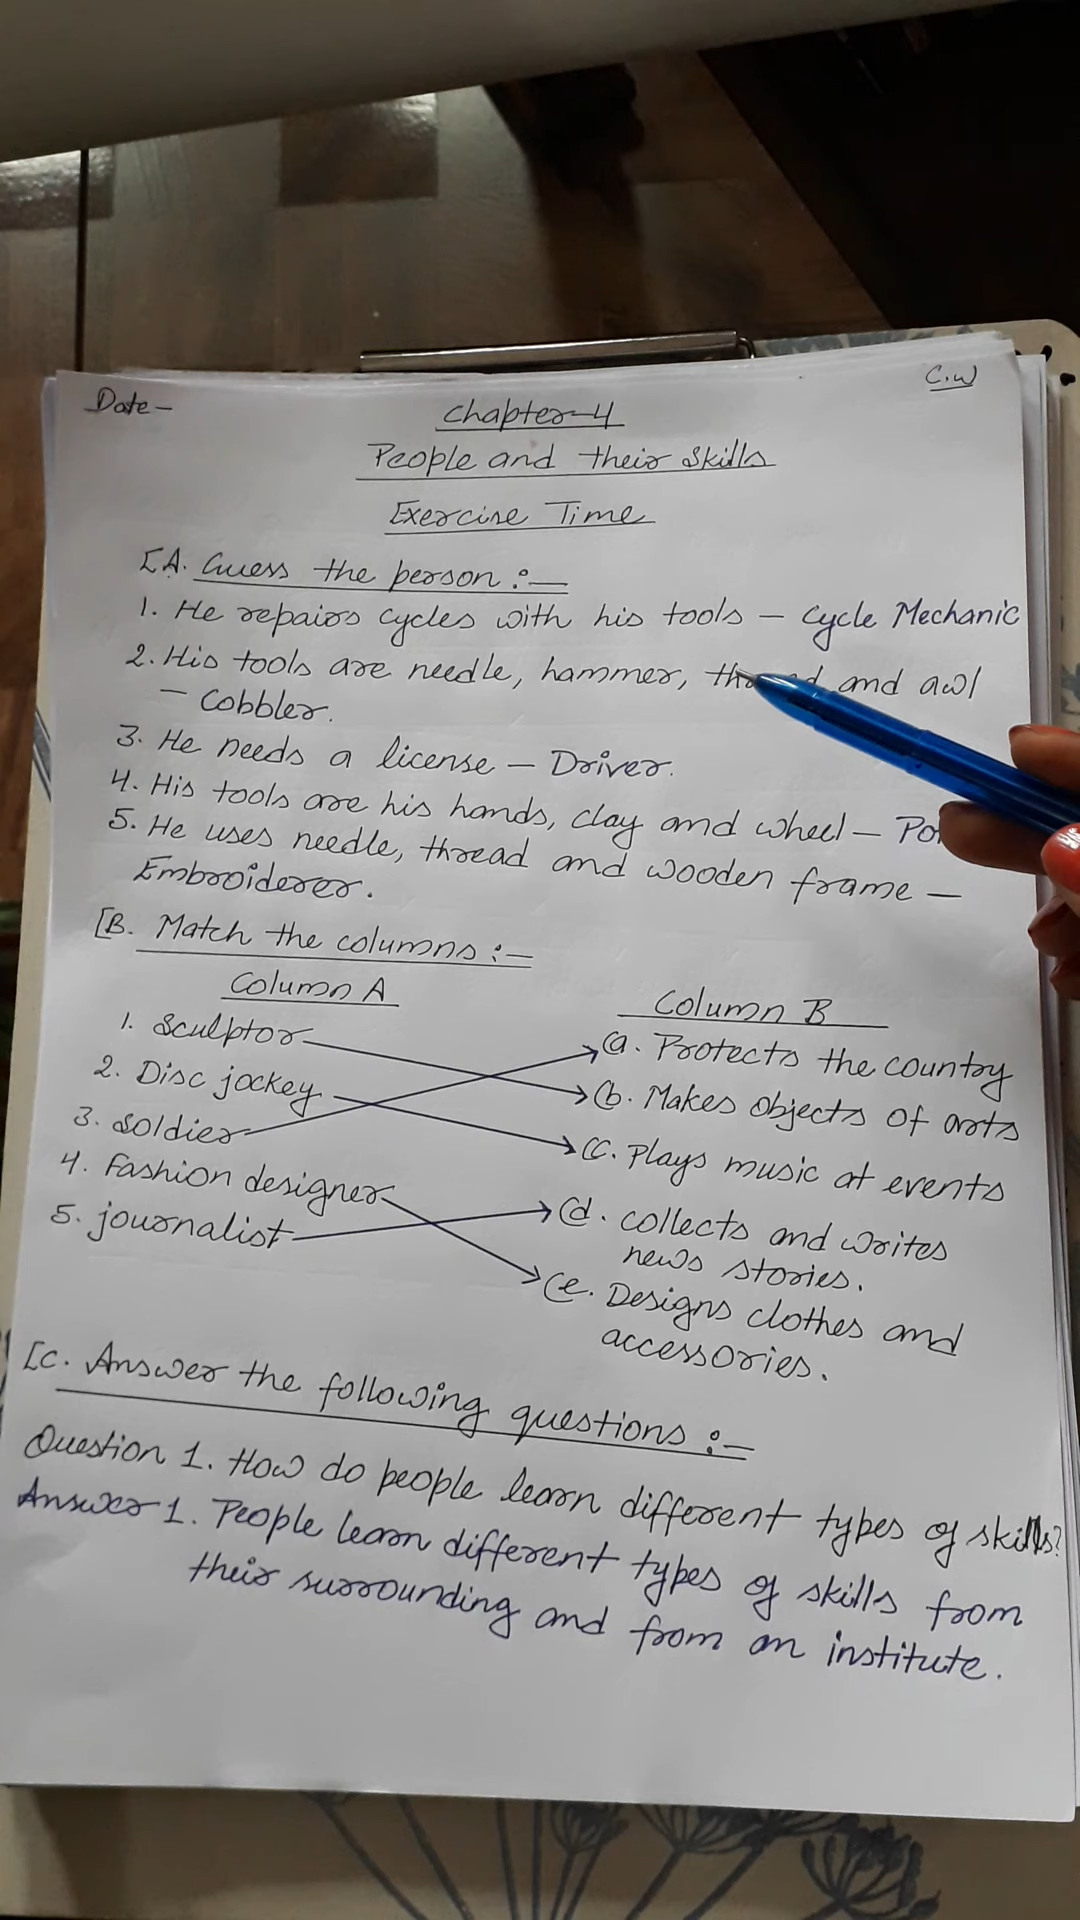 Date-
C.W
Chapter-4
People and their Skills
Exercise Time
[A. Guess the person :-
1. He repairs cycles with his tools - Cycle Mechanic
2. His tools are needle, hammer, and awl
- Cobbler.
3. He needs a license - Driver.
4. His tools are his hands, clay and wheel -
5. He uses needle, thread and wooden frame -
Embroiderer.
[B. Match the columns :-
Column A
Column B
1. Sculptor
(a. Protects the country
2. Disc jockey
(b. Makes objects of arts
3. Soldier
(c. Plays music at events
4. Fashion designer
(d. collects and writes
news stories.
5. journalist
(e. Designs clothes and
accessories.
[C. Answer the following questions :-
Question 1. How do people learn different types of skills?
Answer 1. People learn different types of skills from
their surrounding and from an institute.